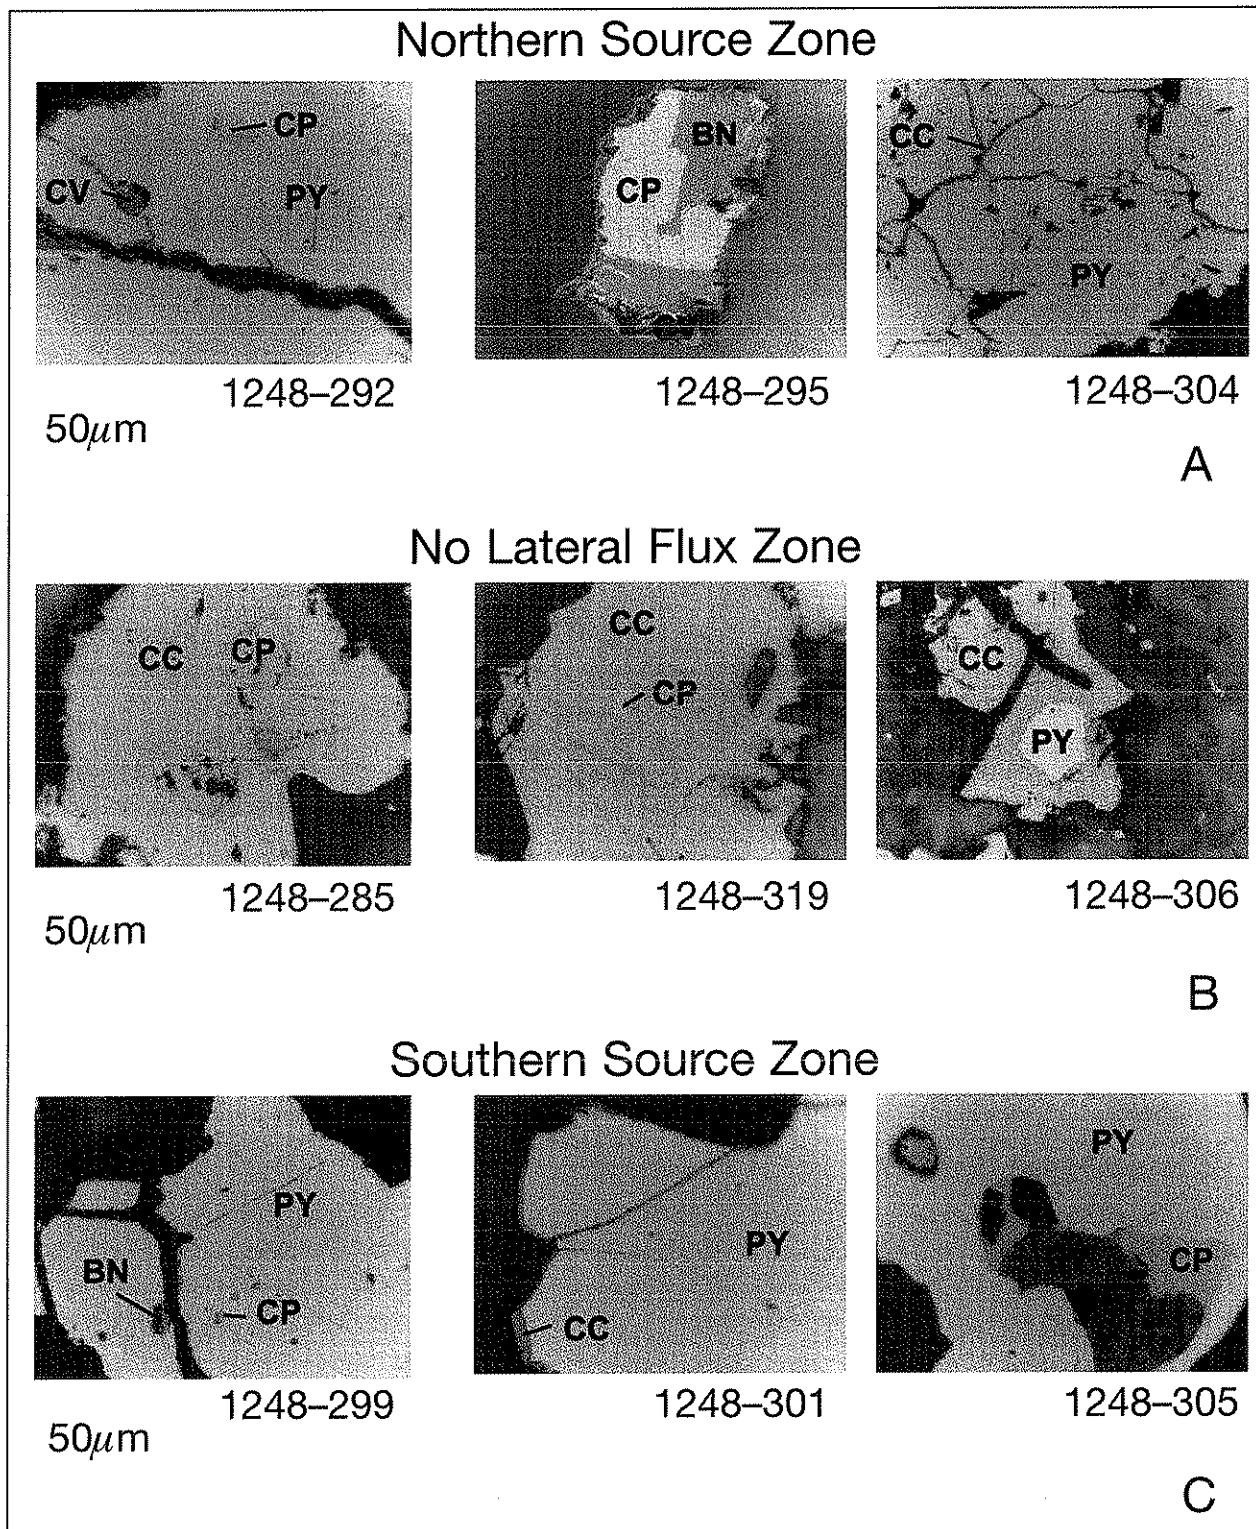 Northern Source Zone
CP
CV
PY
BN
CP
CC
PY
1248–292
1248–295
1248–304
50μm
A
No Lateral Flux Zone
CC
CP
CC
CP
CC
PY
1248–285
1248–319
1248–306
50μm
B
Southern Source Zone
PY
BN
CP
PY
CC
PY
CP
1248–299
1248–301
1248–305
50μm
C